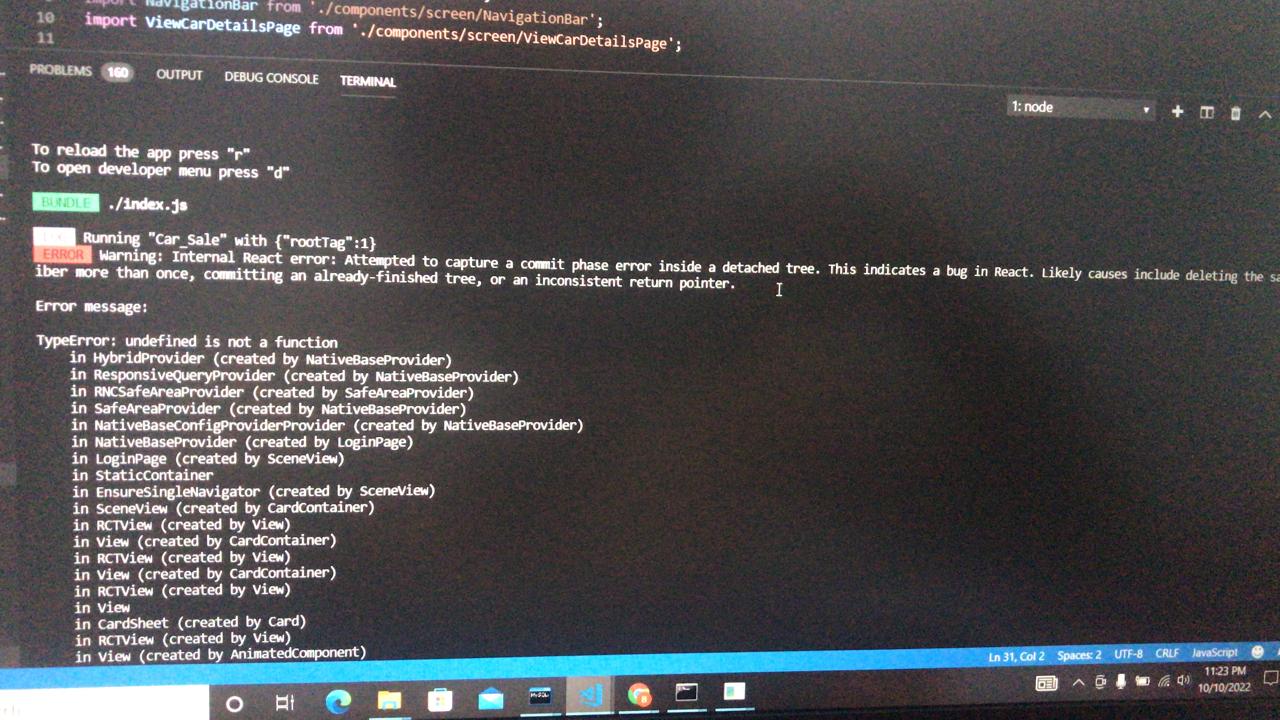 import NavigationBar from './components/screen/NavigationBar';
10 import ViewCarDetailsPage from './components/screen/ViewCarDetailsPage';
11
PROBLEMS 160 OUTPUT DEBUG CONSOLE TERMINAL
1: node
To reload the app press "r"
To open developer menu press "d"
BUNDLE ./index.js
LOG Running "Car_Sale" with {"rootTag":1}
ERROR Warning: Internal React error: Attempted to capture a commit phase error inside a detached tree. This indicates a bug in React. Likely causes include deleting the sa
iber more than once, committing an already-finished tree, or an inconsistent return pointer.
Error message:
TypeError: undefined is not a function
in HybridProvider (created by NativeBaseProvider)
in ResponsiveQueryProvider (created by NativeBaseProvider)
in RNCSafeAreaProvider (created by SafeAreaProvider)
in SafeAreaProvider (created by NativeBaseProvider)
in NativeBaseConfigProviderProvider (created by NativeBaseProvider)
in NativeBaseProvider (created by LoginPage)
in LoginPage (created by SceneView)
in StaticContainer
in EnsureSingleNavigator (created by SceneView)
in SceneView (created by CardContainer)
in RCTView (created by View)
in View (created by CardContainer)
in RCTView (created by View)
in View (created by CardContainer)
in RCTView (created by View)
in View
in CardSheet (created by Card)
in RCTView (created by View)
in View (created by AnimatedComponent)
Ln 31, Col 2 Spaces: 2 UTF-8 CRLF JavaScript
MySQL
11:23 PM
10/10/2022